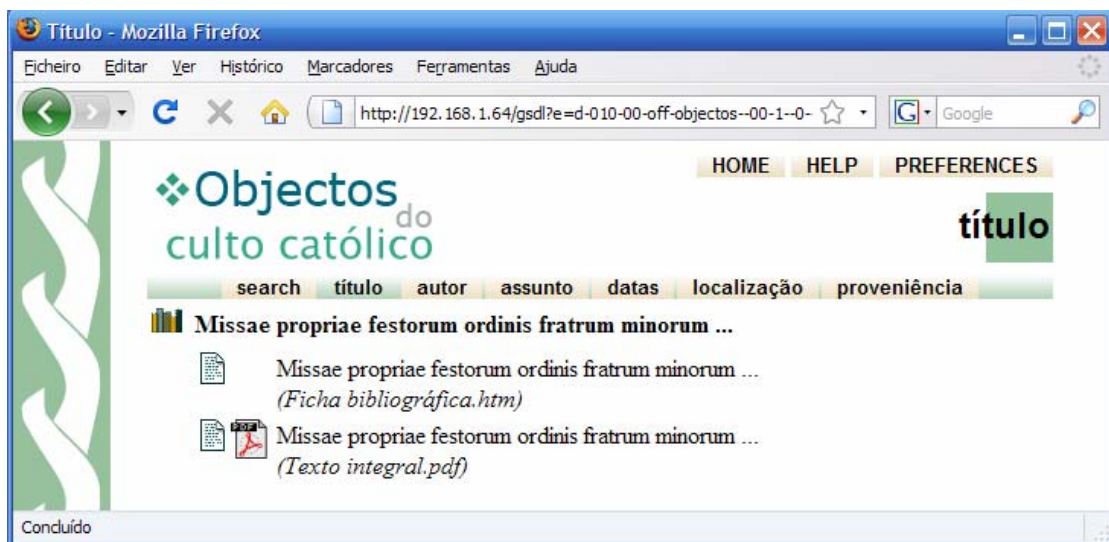 Título - Mozilla Firefox
Ficheiro Editar Ver Histórico Marcadores Ferramentas Ajuda
http://192.168.1.64/gsdl?e=d-010-00-off-objectos--00-1--0- G Google
HOME HELP PREFERENCES
Objectos
do
culto católico
título
search título autor assunto datas localização proveniência
Missae propriae festorum ordinis fratrum minorum ...
Missae propriae festorum ordinis fratrum minorum ...
(Ficha bibliográfica.htm)
PDF Missae propriae festorum ordinis fratrum minorum ...
(Texto integral.pdf)
Concluído